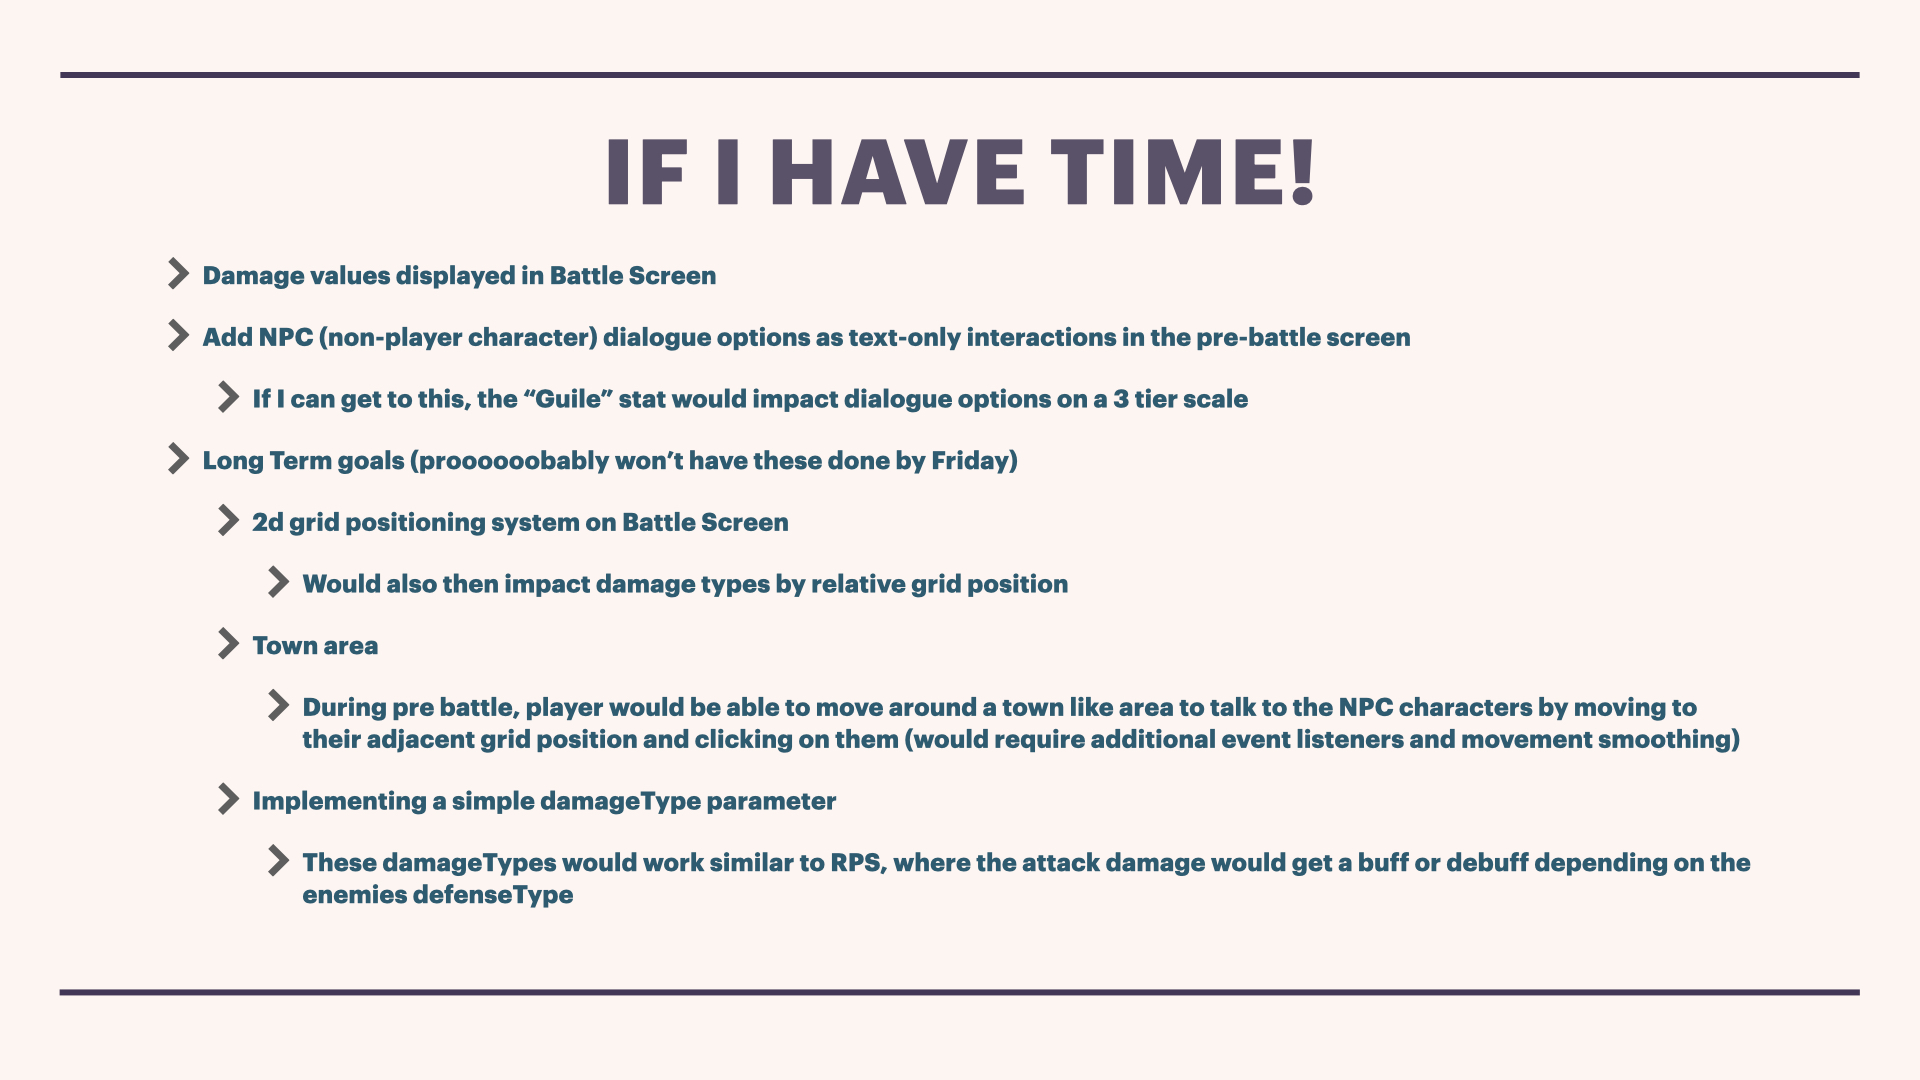 IF I HAVE TIME!
Damage values displayed in Battle Screen
Add NPC (non-player character) dialogue options as text-only interactions in the pre-battle screen
If I can get to this, the “Guile” stat would impact dialogue options on a 3 tier scale
Long Term goals (proooooobably won’t have these done by Friday)
2d grid positioning system on Battle Screen
Would also then impact damage types by relative grid position
Town area
During pre battle, player would be able to move around a town like area to talk to the NPC characters by moving to
their adjacent grid position and clicking on them (would require additional event listeners and movement smoothing)
Implementing a simple damageType parameter
These damageTypes would work similar to RPS, where the attack damage would get a buff or debuff depending on the
enemies defenseType